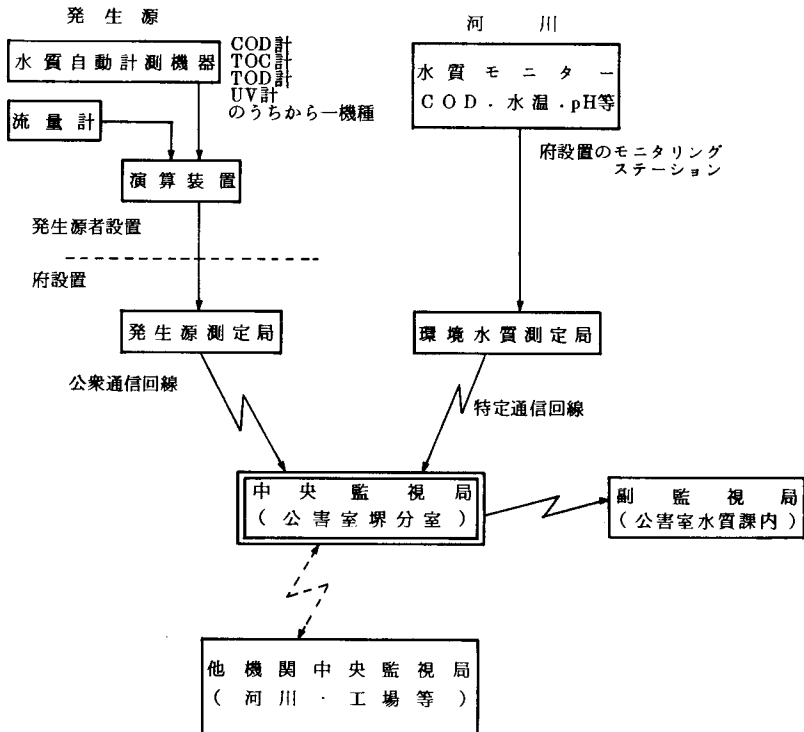 発生源
水質自動計測機器
COD計
TOC計
TOD計
UV計
のうちから一機種
流量計
演算装置
発生源者設置
府設置
発生源測定局
公衆通信回線
河川
水質モニター
COD．水温．pH等
府設置のモニタリング
ステーション
環境水質測定局
特定通信回線
中央監視局
(公害室堺分室)
副監視局
(公害室水質課内)
他機関中央監視局
(河川・工場等)